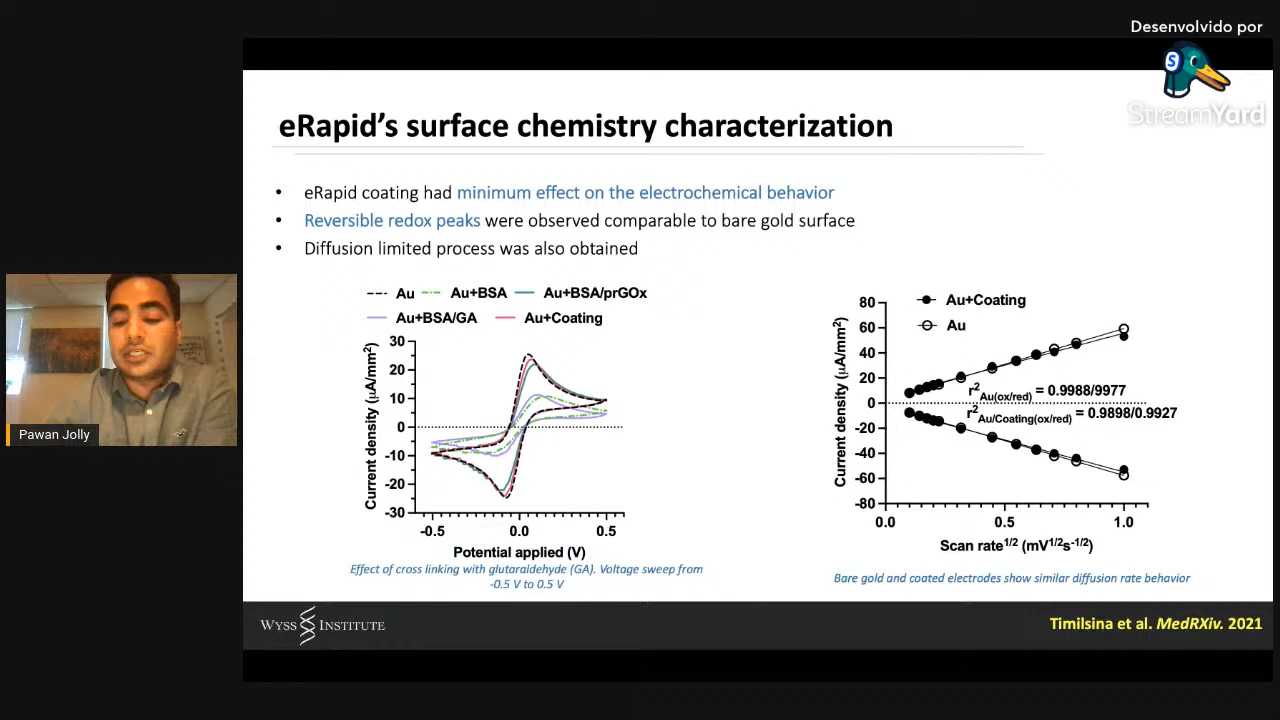 Desenvolvido por
S
StreamYard
eRapid's surface chemistry characterization
• eRapid coating had minimum effect on the electrochemical behavior
• Reversible redox peaks were observed comparable to bare gold surface
• Diffusion limited process was also obtained
Au Au+BSA Au+BSA/prGOx
Au+BSA/GA Au+Coating
Current density (µA/mm²)
30
20
10
0
-10
-20
-30
-0.5 0.0 0.5
Potential applied (V)
Effect of cross linking with glutaraldehyde (GA). Voltage sweep from
-0.5 V to 0.5 V
Au+Coating
Au
Current density (µA/mm²)
80
60
40
20
0
-20
-40
-60
-80
r²Au(ox/red) = 0.9988/9977
r²Au/Coating(ox/red) = 0.9898/0.9927
0.0 0.5 1.0
Scan rate¹ᐟ² (mV¹ᐟ²s⁻¹ᐟ²)
Bare gold and coated electrodes show similar diffusion rate behavior
Pawan Jolly
WYSS INSTITUTE
Timilsina et al. MedRXiv. 2021